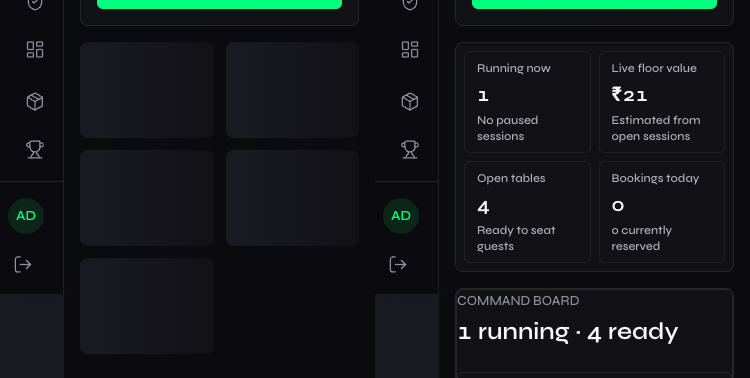 AD
AD
Running now
1
No paused
sessions
Live floor value
₹21
Estimated from
open sessions
Open tables
4
Ready to seat
guests
Bookings today
0
0 currently
reserved
COMMAND BOARD
1 running · 4 ready